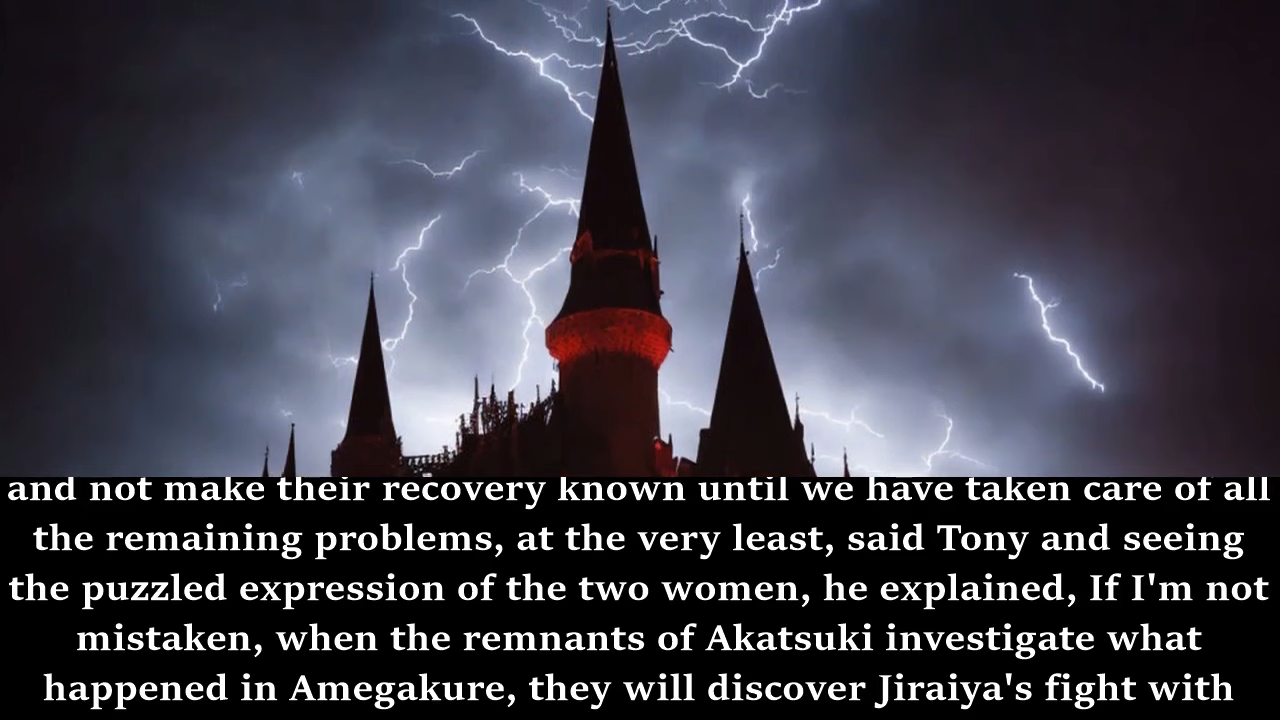 and not make their recovery known until we have taken care of all
the remaining problems, at the very least, said Tony and seeing
the puzzled expression of the two women, he explained, If I'm not
mistaken, when the remnants of Akatsuki investigate what
happened in Amegakure, they will discover Jiraiya's fight with